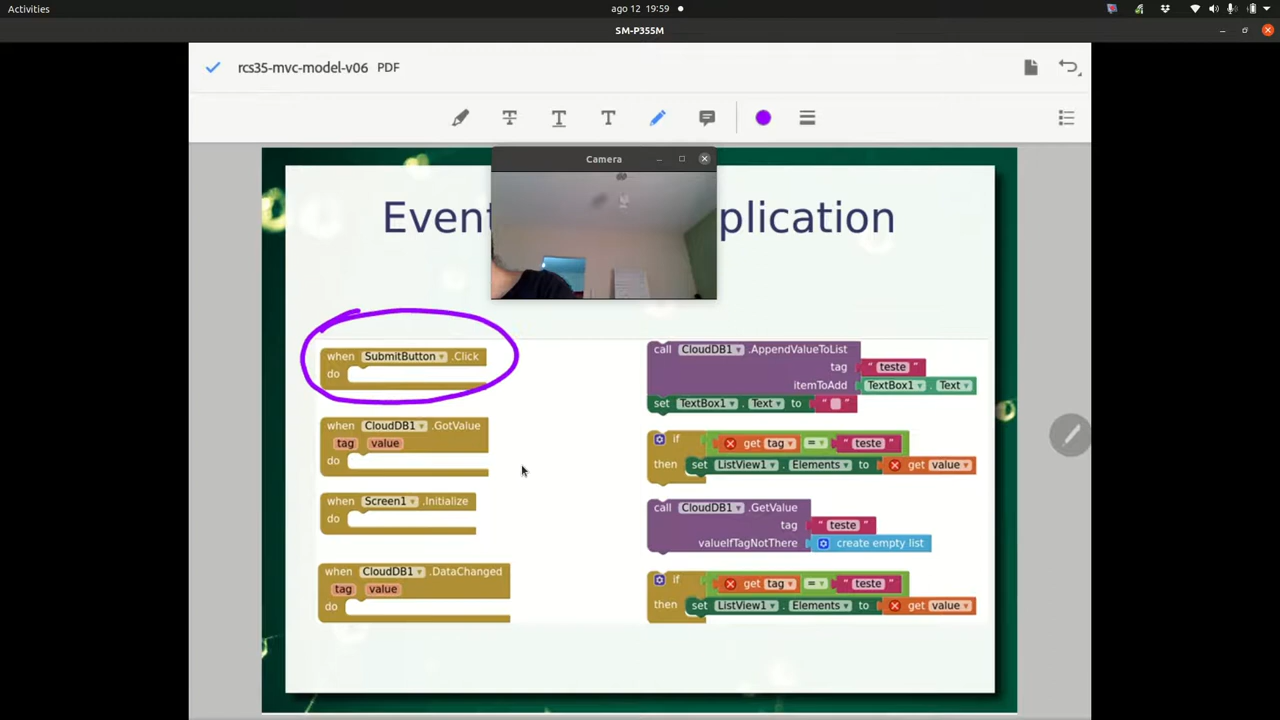 Activities
ago 12 19:59
SM-P355M
rcs35-mvc-model-v06 PDF
Camera
Event
plication
when SubmitButton .Click
do
when CloudDB1 .GotValue
tag value
do
when Screen1 .Initialize
do
when CloudDB1 .DataChanged
tag value
do
call CloudDB1 .AppendValueToList
tag " teste "
itemToAdd TextBox1 . Text
set TextBox1 . Text to " "
if get tag = " teste "
then set ListView1 . Elements to get value
call CloudDB1 .GetValue
tag " teste "
valueIfTagNotThere create empty list
if get tag = " teste "
then set ListView1 . Elements to get value